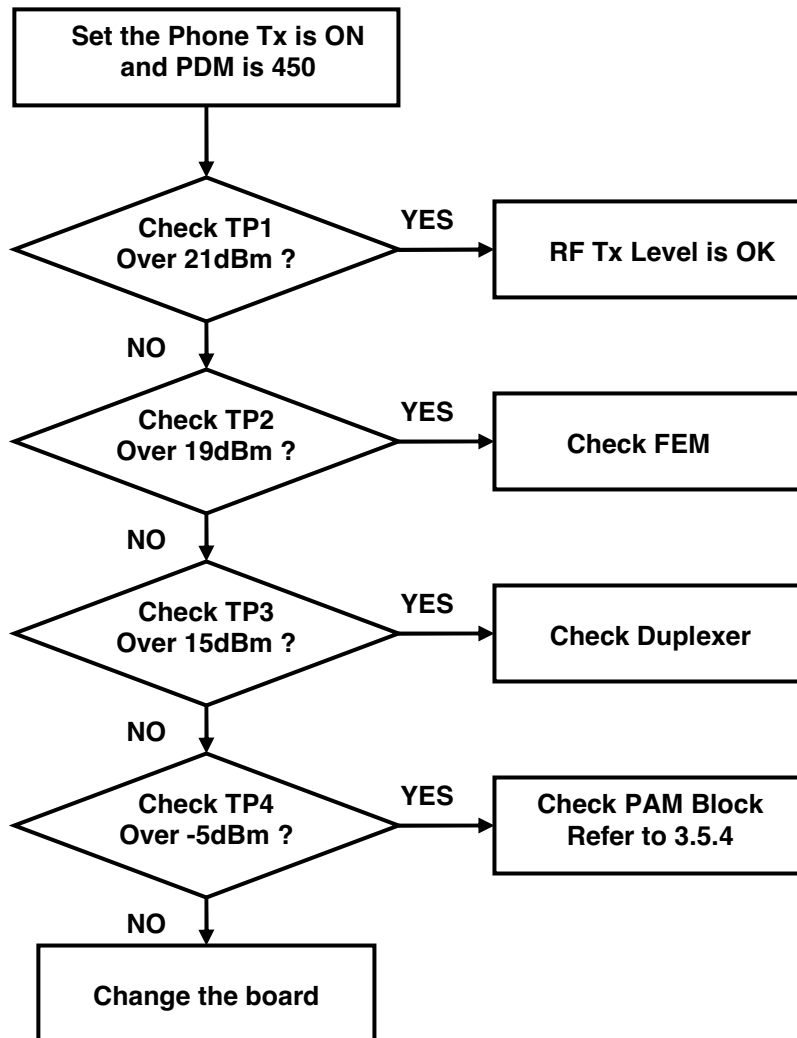 Set the Phone Tx is ON
and PDM is 450
Check TP1
Over 21dBm ?
YES
RF Tx Level is OK
NO
Check TP2
Over 19dBm ?
YES
Check FEM
NO
Check TP3
Over 15dBm ?
YES
Check Duplexer
NO
Check TP4
Over -5dBm ?
YES
Check PAM Block
Refer to 3.5.4
NO
Change the board